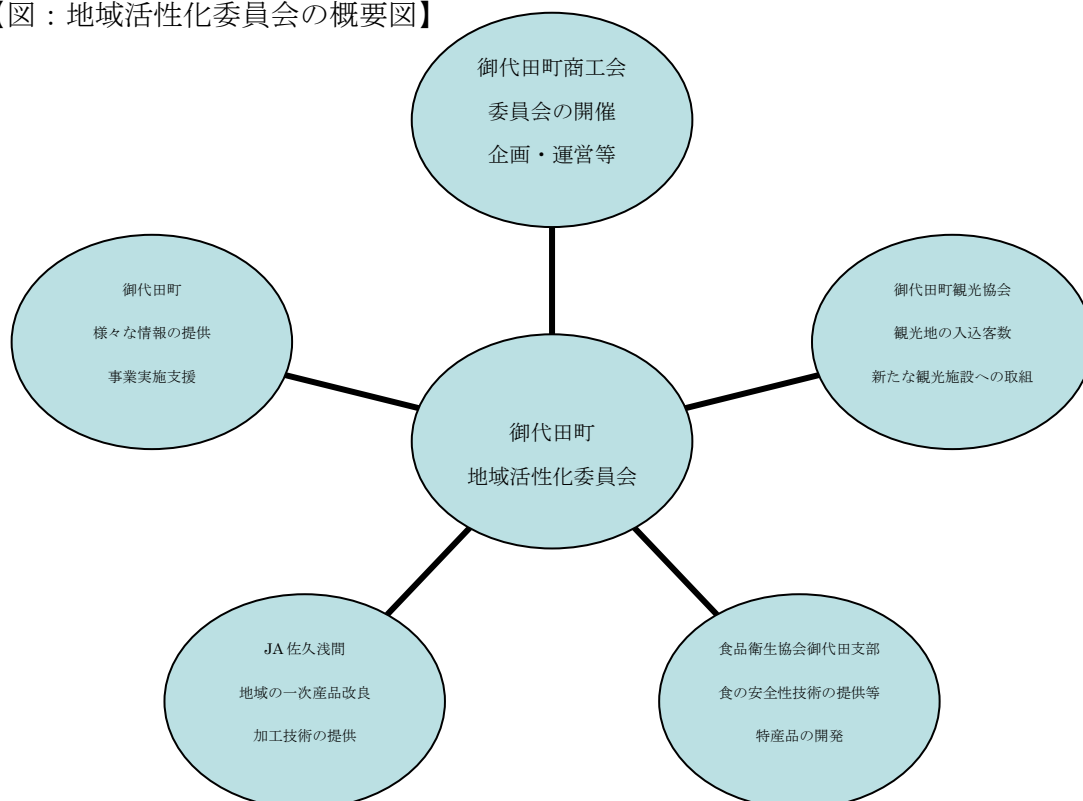 【図：地域活性化委員会の概要図】
御代田町商工会
委員会の開催
企画・運営等
御代田町
様々な情報の提供
事業実施支援
御代田町観光協会
観光地の入込客数
新たな観光施設への取組
御代田町
地域活性化委員会
JA佐久浅間
地域の一次産品改良
加工技術の提供
食品衛生協会御代田支部
食の安全性技術の提供等
特産品の開発